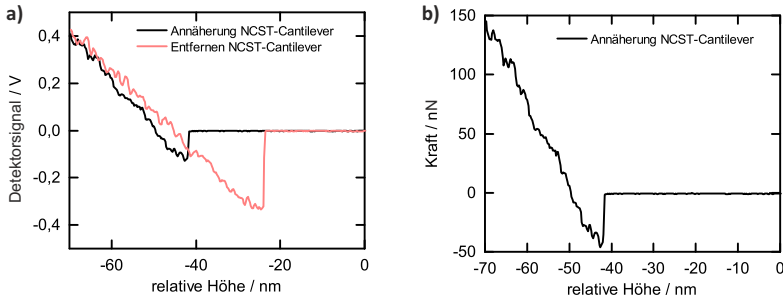 a)
Annäherung NCST-Cantilever
Entfernen NCST-Cantilever
Detektorsignal / V
0,4
0,2
0,0
-0,2
-0,4
-60
-40
-20
0
relative Höhe / nm
b)
Annäherung NCST-Cantilever
Kraft / nN
150
100
50
0
-50
-70
-60
-50
-40
-30
-20
-10
0
relative Höhe / nm